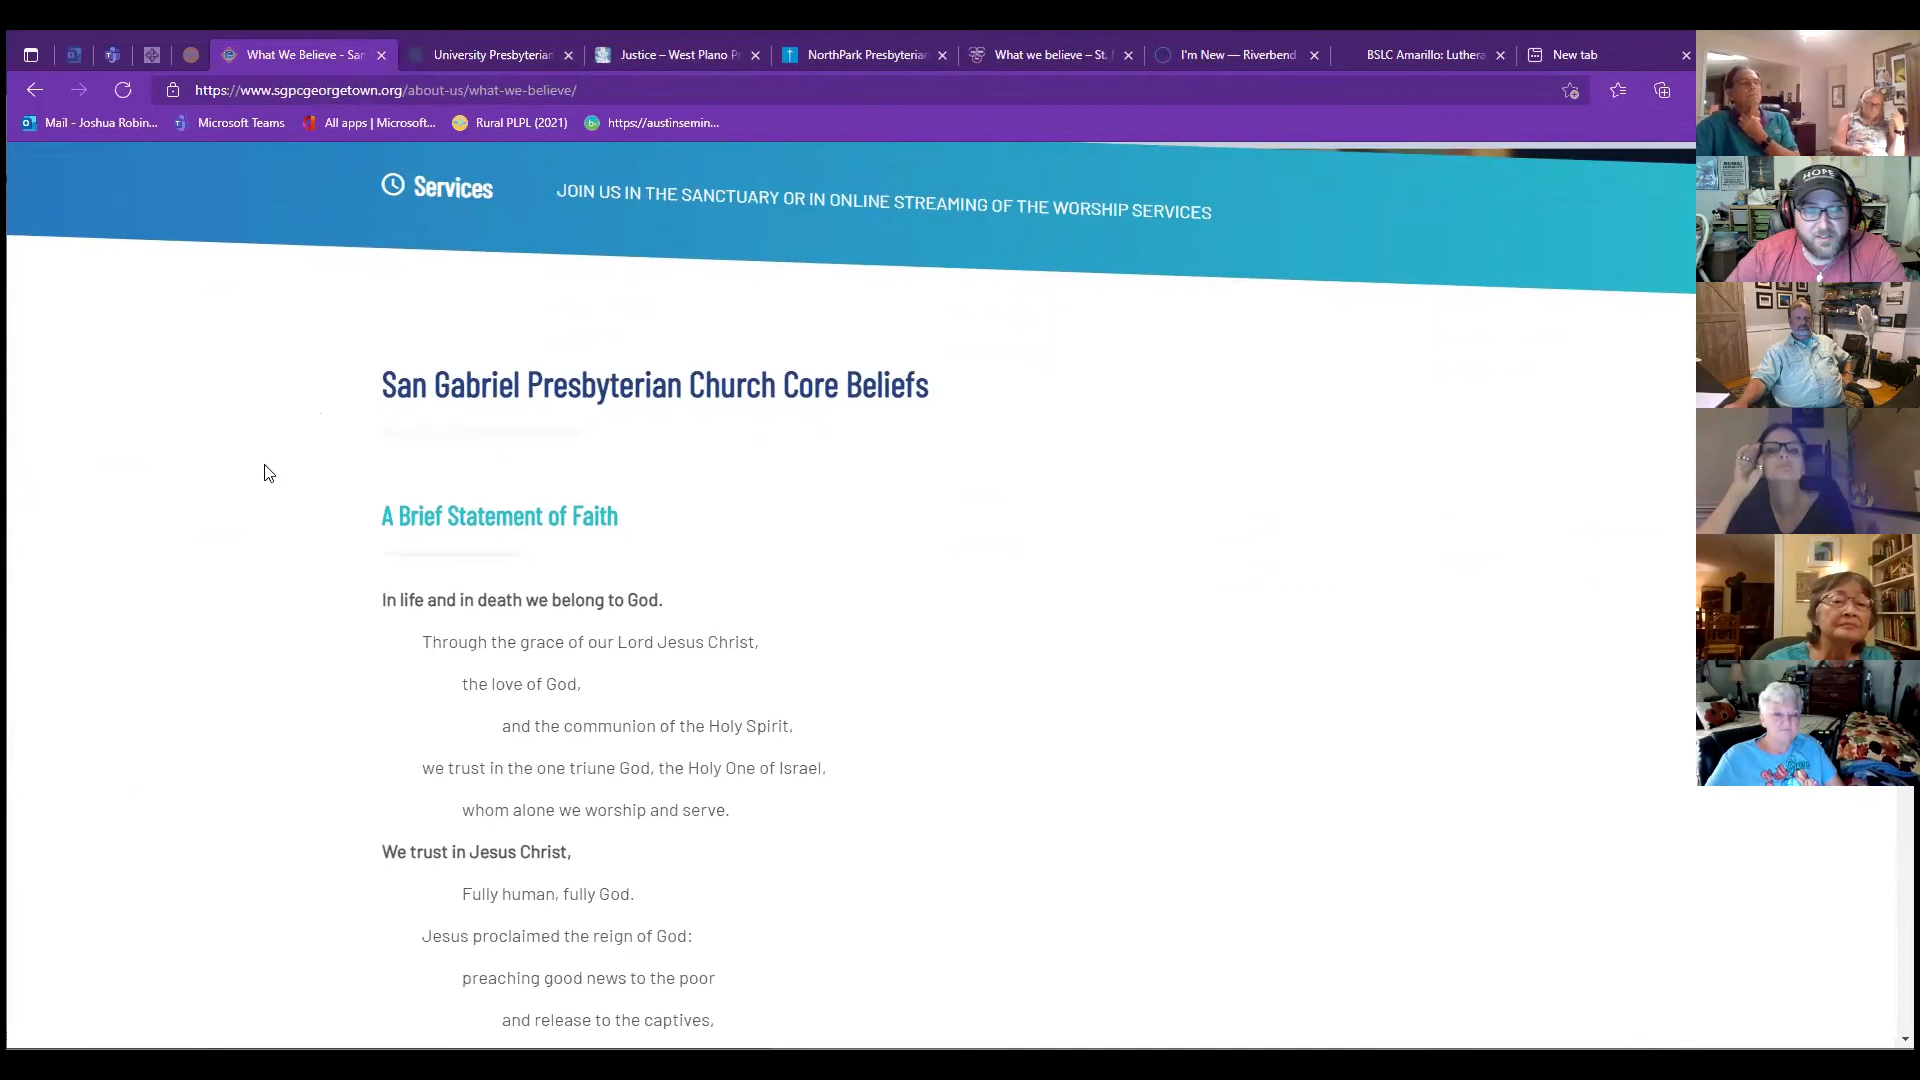 What We Believe - San
University Presbyterian
Justice – West Plano P
NorthPark Presbyterian
What we believe – St.
I'm New — Riverbend
BSLC Amarillo: Luthera
New tab
https://www.sgpcgeorgetown.org/about-us/what-we-believe/
Mail - Joshua Robin...
Microsoft Teams
All apps | Microsoft...
Rural PLPL (2021)
https://austinsemin...
Services
JOIN US IN THE SANCTUARY OR IN ONLINE STREAMING OF THE WORSHIP SERVICES
HOPE
San Gabriel Presbyterian Church Core Beliefs
A Brief Statement of Faith
In life and in death we belong to God.
Through the grace of our Lord Jesus Christ,
the love of God,
and the communion of the Holy Spirit,
we trust in the one triune God, the Holy One of Israel,
whom alone we worship and serve.
We trust in Jesus Christ,
Fully human, fully God.
Jesus proclaimed the reign of God:
preaching good news to the poor
and release to the captives,